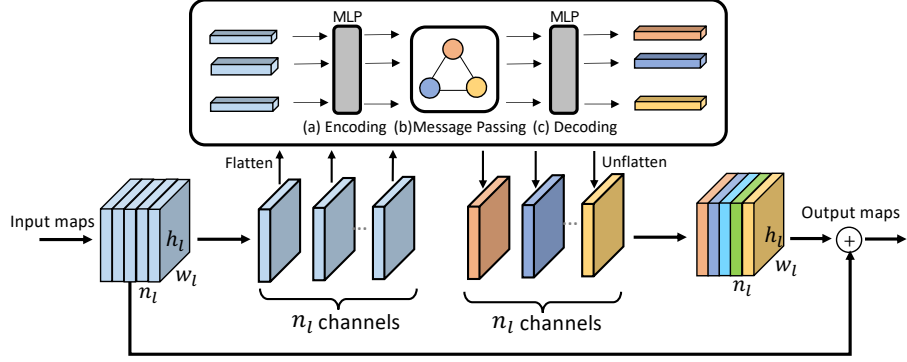 MLP
MLP
(a) Encoding
(b)Message Passing
(c) Decoding
Flatten
Unflatten
Input maps
Output maps
h_l
w_l
n_l
...
...
h_l
w_l
n_l
+
n_l channels
n_l channels